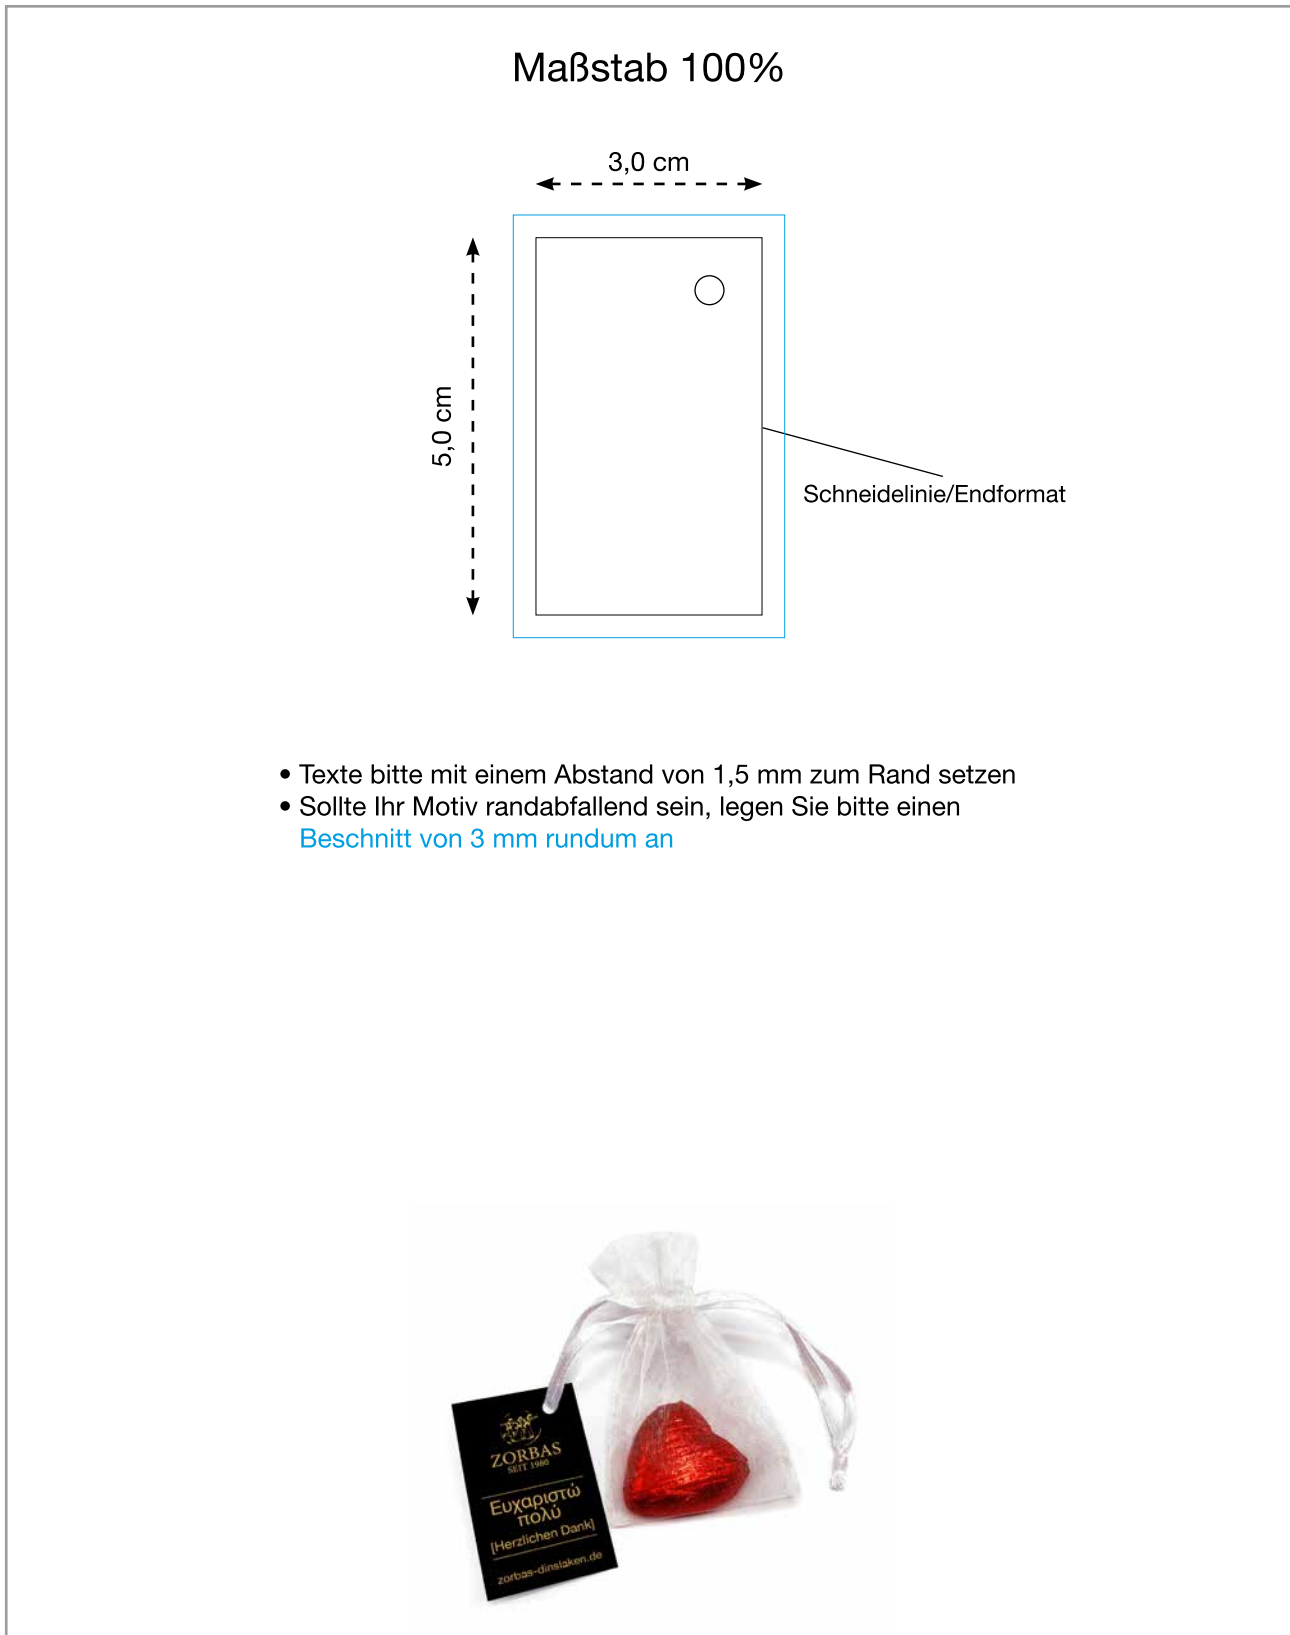 Maßstab 100%
3,0 cm
5,0 cm
Schneidelinie/Endformat
• Texte bitte mit einem Abstand von 1,5 mm zum Rand setzen
• Sollte Ihr Motiv randabfallend sein, legen Sie bitte einen
Beschnitt von 3 mm rundum an
ZORBAS
SEIT 1980
Ευχαριστώ
πολύ
[Herzlichen Dank]
zorbas-dinslaken.de